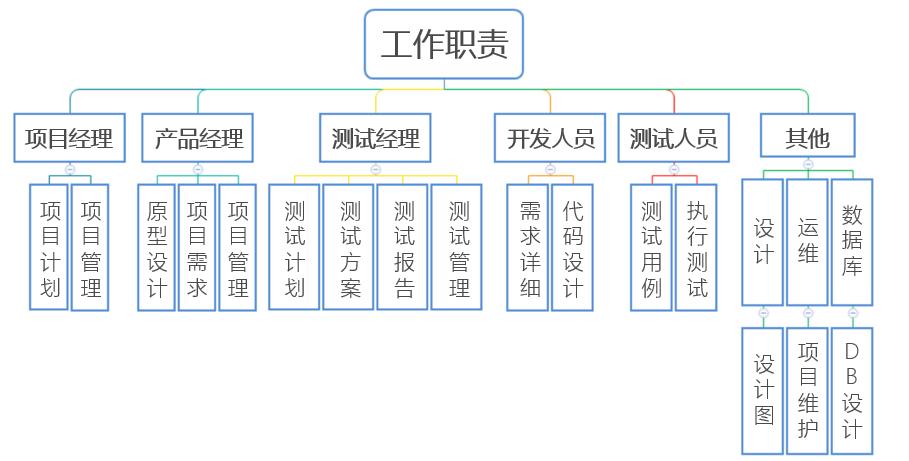 工作职责
项目经理
产品经理
测试经理
开发人员
测试人员
其他
项目计划
项目管理
原型设计
项目需求
项目管理
测试计划
测试方案
测试报告
测试管理
需求详细
代码设计
测试用例
执行测试
设计
运维
数据库
设计图
项目维护
DB设计